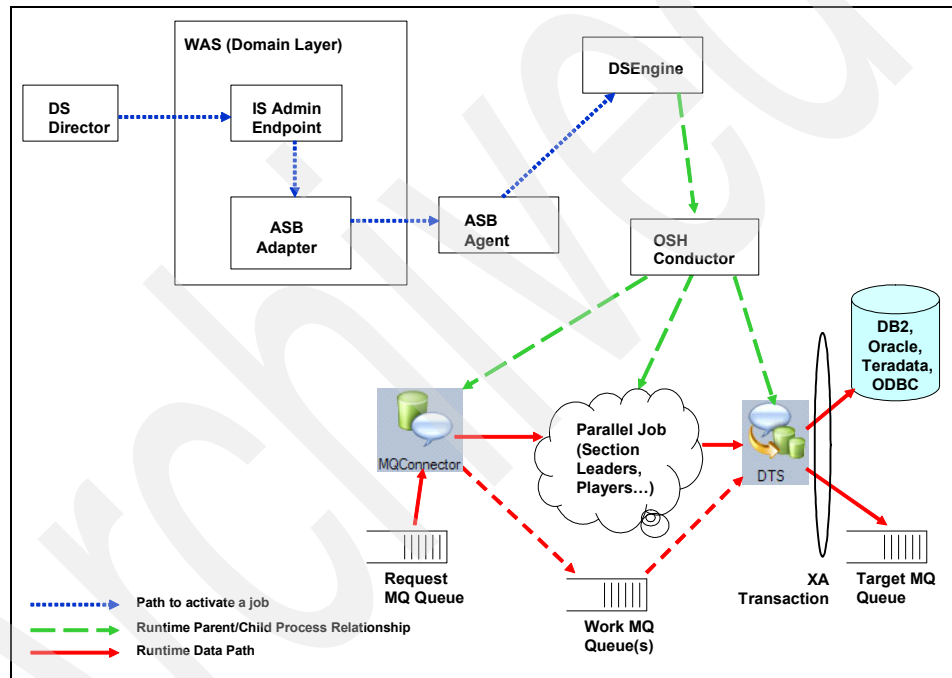 WAS (Domain Layer)
DS
Director
IS Admin
Endpoint
ASB
Adapter
ASB
Agent
DSEngine
OSH
Conductor
DB2,
Oracle,
Teradata,
ODBC
MQConnector
Parallel Job
(Section
Leaders,
Players...)
DTS
Request
MQ Queue
Work MQ
Queue(s)
XA
Transaction
Target MQ
Queue
Path to activate a job
Runtime Parent/Child Process Relationship
Runtime Data Path
Archived